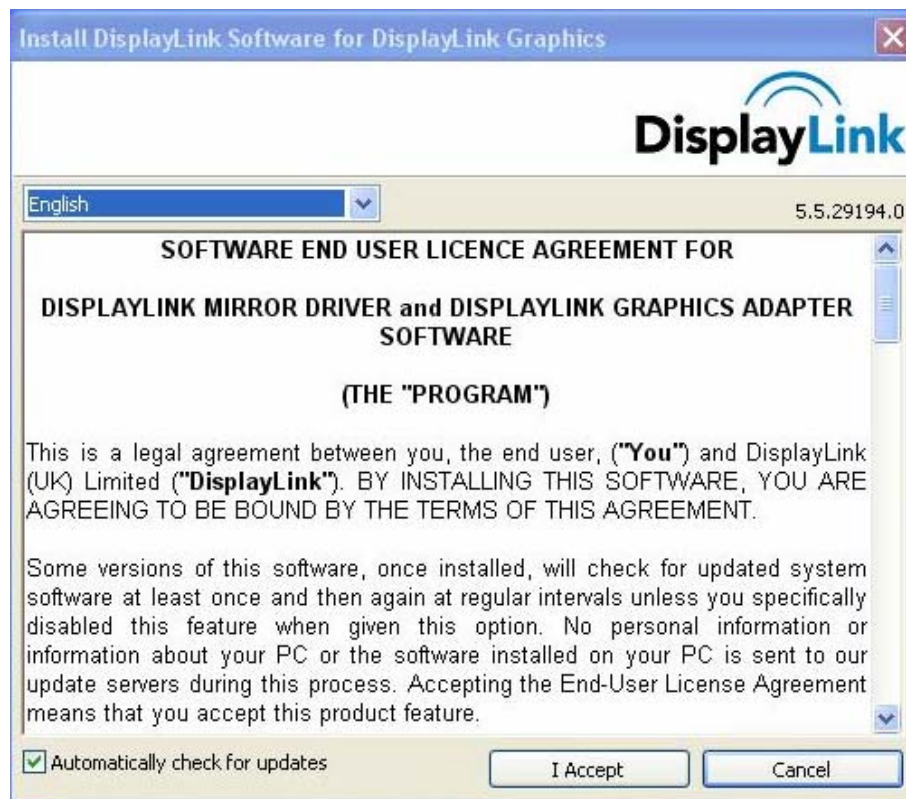 Install DisplayLink Software for DisplayLink Graphics
DisplayLink
English
5.5.29194.0
SOFTWARE END USER LICENCE AGREEMENT FOR
DISPLAYLINK MIRROR DRIVER and DISPLAYLINK GRAPHICS ADAPTER
SOFTWARE
(THE "PROGRAM")
This is a legal agreement between you, the end user, ("You") and DisplayLink
(UK) Limited ("DisplayLink"). BY INSTALLING THIS SOFTWARE, YOU ARE
AGREEING TO BE BOUND BY THE TERMS OF THIS AGREEMENT.
Some versions of this software, once installed, will check for updated system
software at least once and then again at regular intervals unless you specifically
disabled this feature when given this option. No personal information or
information about your PC or the software installed on your PC is sent to our
update servers during this process. Accepting the End-User License Agreement
means that you accept this product feature.
Automatically check for updates
I Accept
Cancel